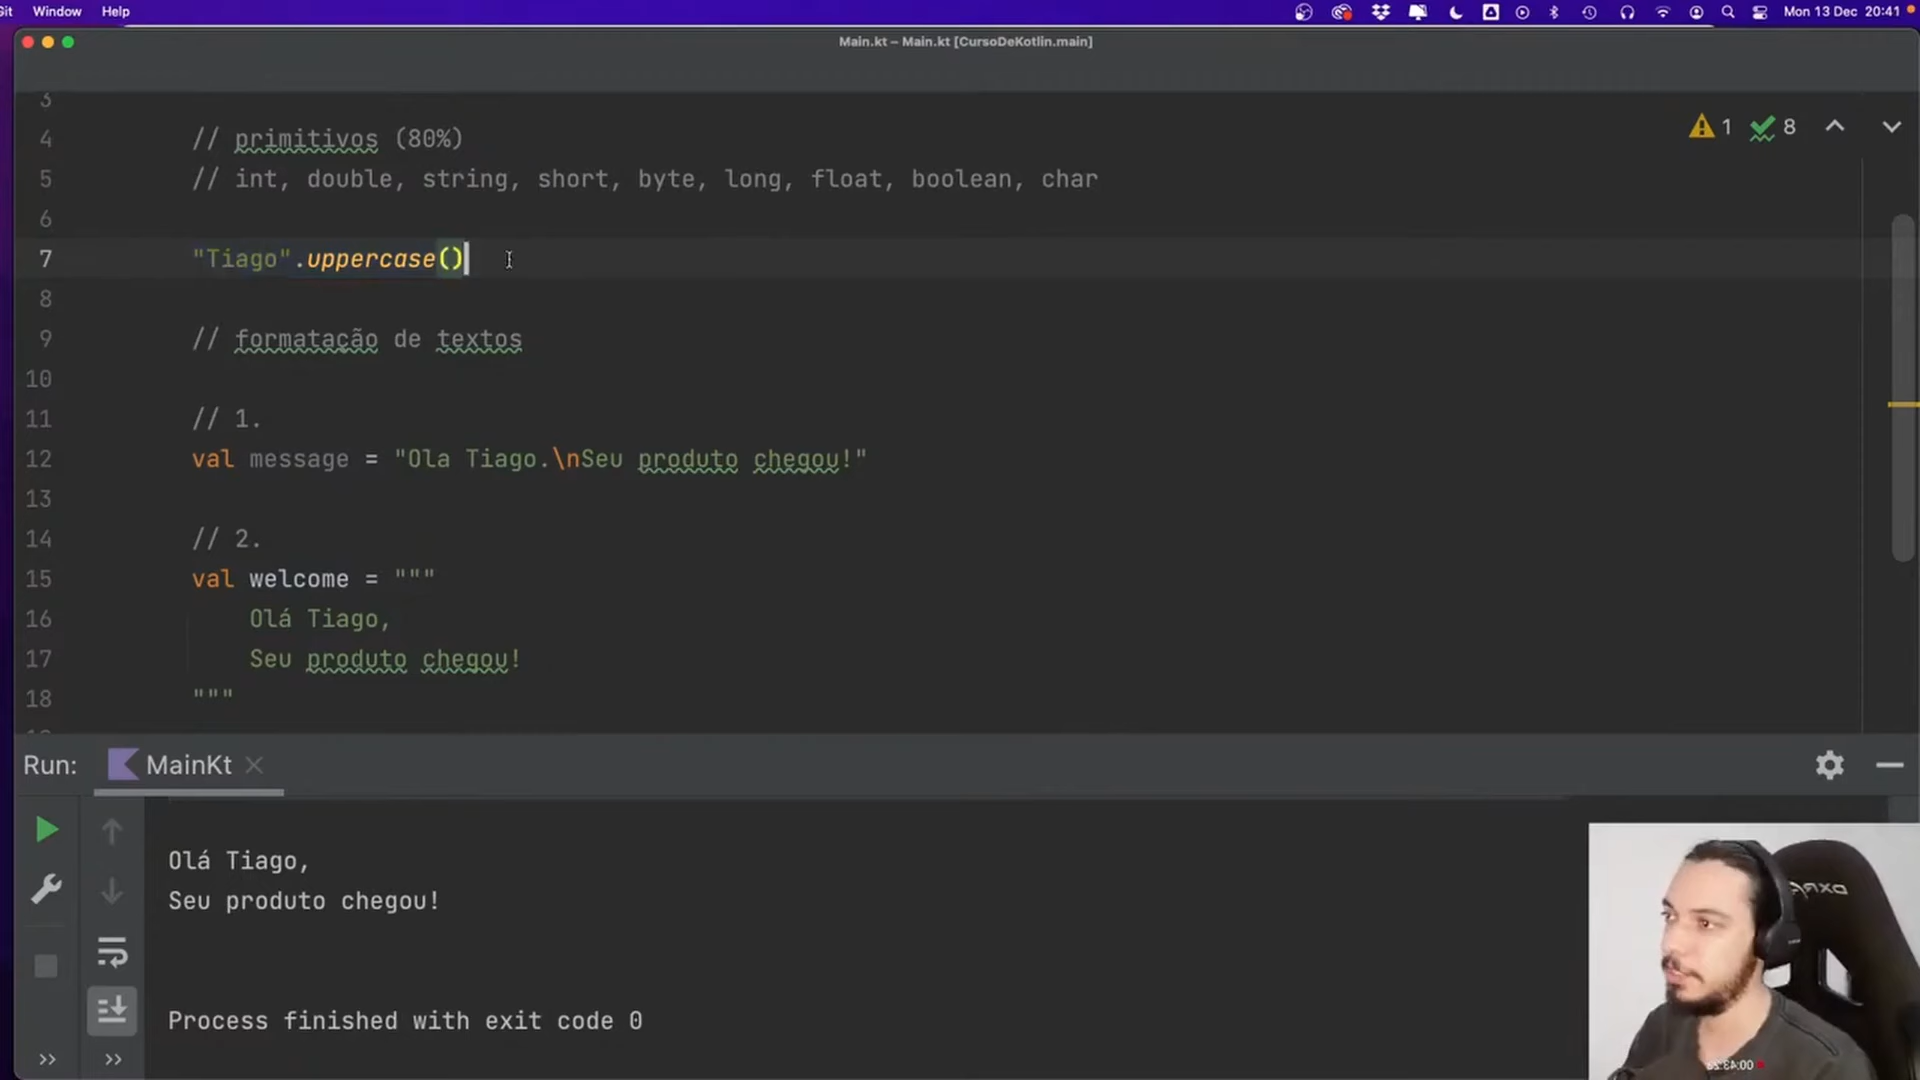 Git Window Help Mon 13 Dec 20:41
Main.kt – Main.kt [CursoDeKotlin.main]
3
4 // primitivos (80%) 1 8
5 // int, double, string, short, byte, long, float, boolean, char
6
7 "Tiago".uppercase()
8
9 // formatação de textos
10
11 // 1.
12 val message = "Ola Tiago.\nSeu produto chegou!"
13
14 // 2.
15 val welcome = """
16 Olá Tiago,
17 Seu produto chegou!
18 """
Run: MainKt
Olá Tiago,
Seu produto chegou!
Process finished with exit code 0